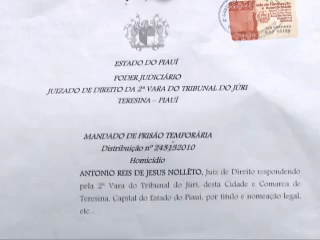 ESTADO DO PIAUÍ
PODER JUDICIÁRIO
JUIZADO DE DIREITO DA 2ª VARA DO TRIBUNAL DO JÚRI
TERESINA – PIAUÍ
MANDADO DE PRISÃO TEMPORÁRIA
Distribuição nº 245132010
Homicídio
ANTONIO REIS DE JESUS NOLLÊTO, Juiz de Direito respondendo
pela 2ª Vara do Tribunal do Júri, desta Cidade e Comarca de
Teresina, Capital do Estado do Piauí, por título e nomeação legal,
etc...